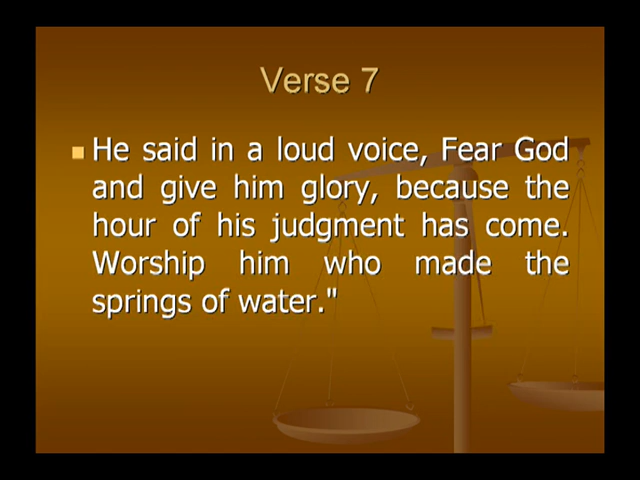 Verse 7
He said in a loud voice, Fear God
and give him glory, because the
hour of his judgment has come.
Worship him who made the
springs of water."